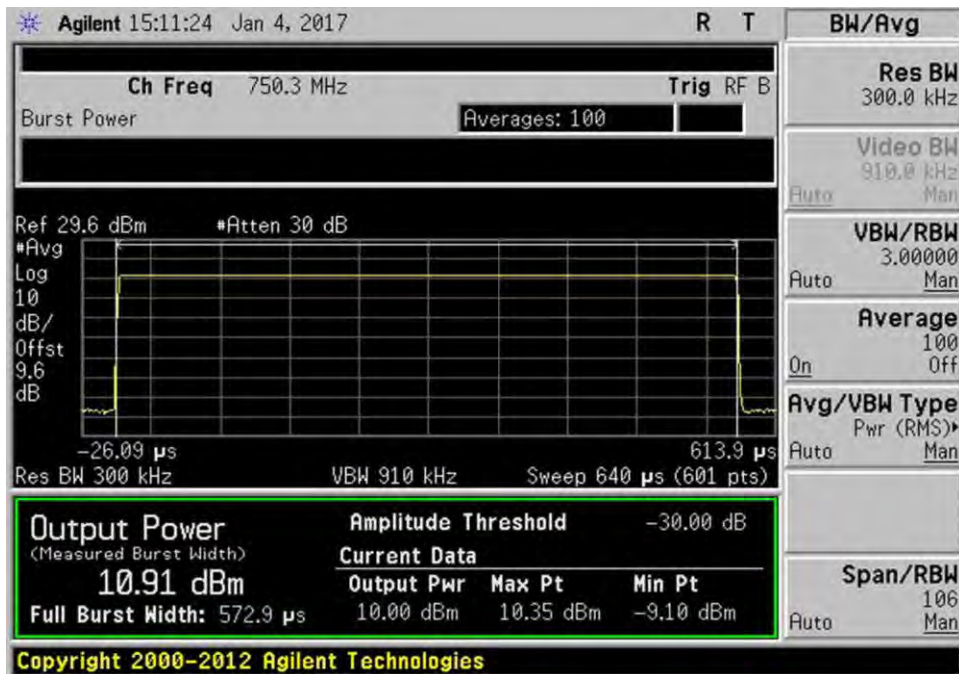 Agilent 15:11:24 Jan 4, 2017 R T
Ch Freq 750.3 MHz Trig RF B
Burst Power Averages: 100
Ref 29.6 dBm #Atten 30 dB
#Avg
Log
10
dB/
Offst
9.6
dB
-26.09 µs 613.9 µs
Res BW 300 kHz VBW 910 kHz Sweep 640 µs (601 pts)
Output Power
(Measured Burst Width)
10.91 dBm
Full Burst Width: 572.9 µs
Amplitude Threshold -30.00 dB
Current Data
Output Pwr Max Pt Min Pt
10.00 dBm 10.35 dBm -9.10 dBm
Copyright 2000-2012 Agilent Technologies
BW/Avg
Res BW
300.0 kHz
Video BW
910.0 kHz
Auto Man
VBW/RBW
3.00000
Auto Man
Average
100
On Off
Avg/VBW Type
Pwr (RMS)▸
Auto Man
Span/RBW
106
Auto Man